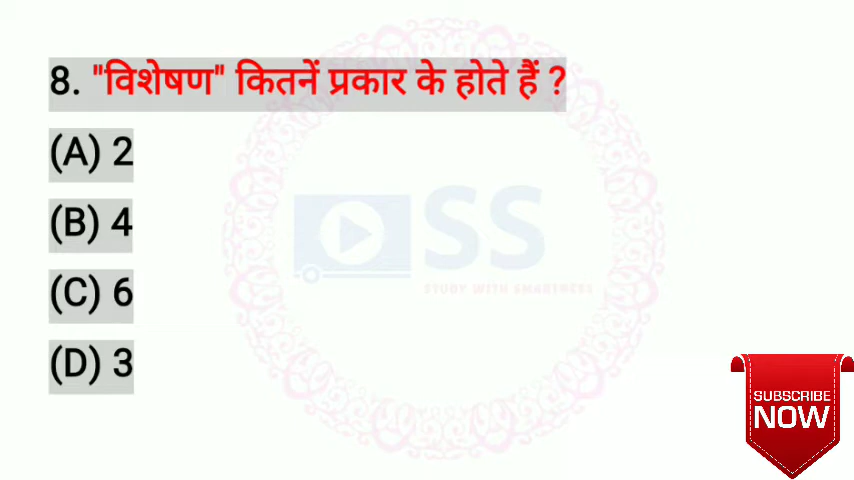 8. "विशेषण" कितनें प्रकार के होते हैं ?
(A) 2
(B) 4
SS
STUDY WITH SMARTNESS
(C) 6
(D) 3
SUBSCRIBE
NOW